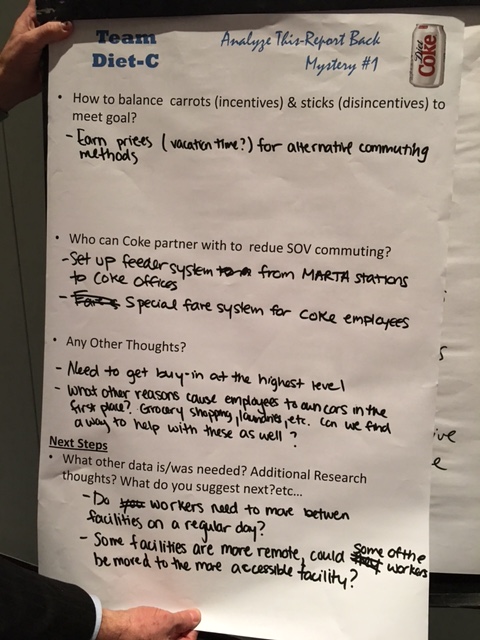 Team
Diet-C
Analyze This-Report Back
Mystery #1
Diet
Coke
• How to balance carrots (incentives) & sticks (disincentives) to
meet goal?
- Earn prizes (vacation time?) for alternative commuting
methods
• Who can Coke partner with to redue SOV commuting?
- Set up feeder system from MARTA stations
to Coke offices
- Special fare system for Coke employees
• Any Other Thoughts?
- Need to get buy-in at the highest level
- What other reasons cause employees to own cars in the
first place? Grocery shopping, laundries, etc. Can we find
a way to help with these as well?
Next Steps
• What other data is/was needed? Additional Research
thoughts? What do you suggest next?etc...
- Do workers need to move betwen
facilities on a regular day?
- Some facilities are more remote, could some of the
workers
be moved to the more accessible facility?
s
ive
e